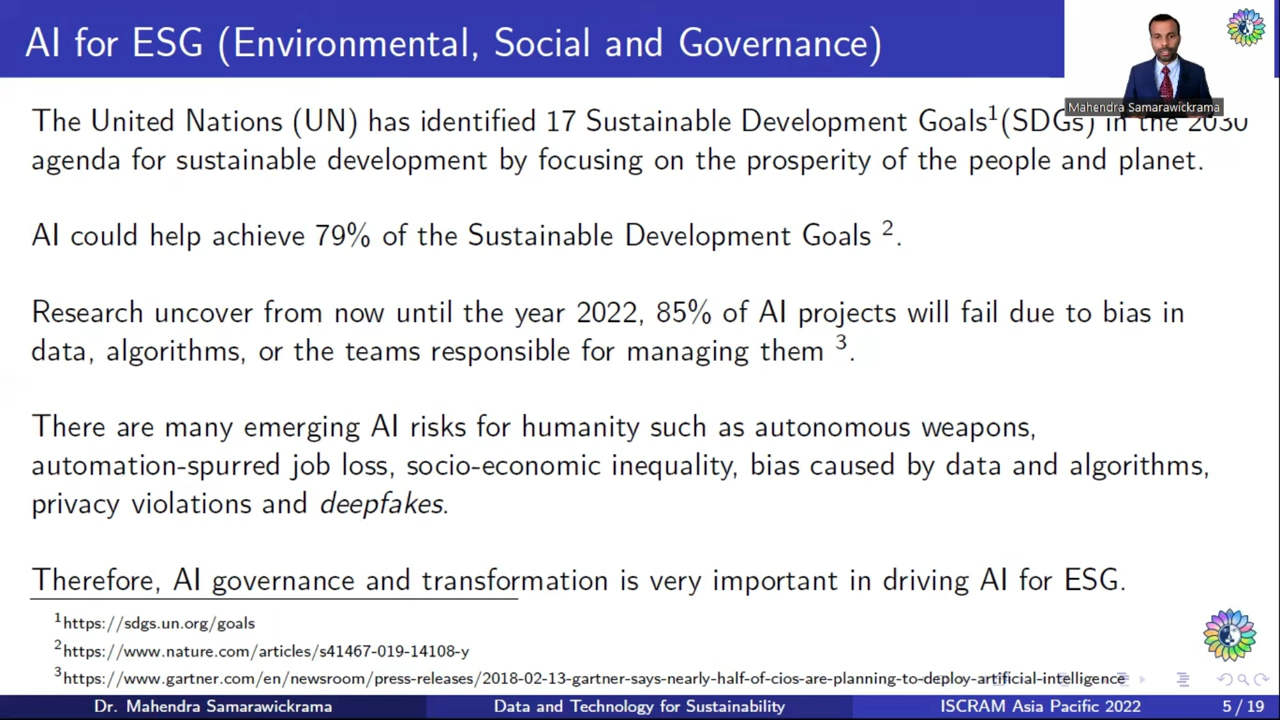 AI for ESG (Environmental, Social and Governance)
Mahendra Samarawickrama
The United Nations (UN) has identified 17 Sustainable Development Goals¹(SDGs) in the 2030
agenda for sustainable development by focusing on the prosperity of the people and planet.
AI could help achieve 79% of the Sustainable Development Goals ².
Research uncover from now until the year 2022, 85% of AI projects will fail due to bias in
data, algorithms, or the teams responsible for managing them ³.
There are many emerging AI risks for humanity such as autonomous weapons,
automation-spurred job loss, socio-economic inequality, bias caused by data and algorithms,
privacy violations and deepfakes.
Therefore, AI governance and transformation is very important in driving AI for ESG.
¹https://sdgs.un.org/goals
²https://www.nature.com/articles/s41467-019-14108-y
³https://www.gartner.com/en/newsroom/press-releases/2018-02-13-gartner-says-nearly-half-of-cios-are-planning-to-deploy-artificial-intelligence
Dr. Mahendra Samarawickrama Data and Technology for Sustainability ISCRAM Asia Pacific 2022 5 / 19